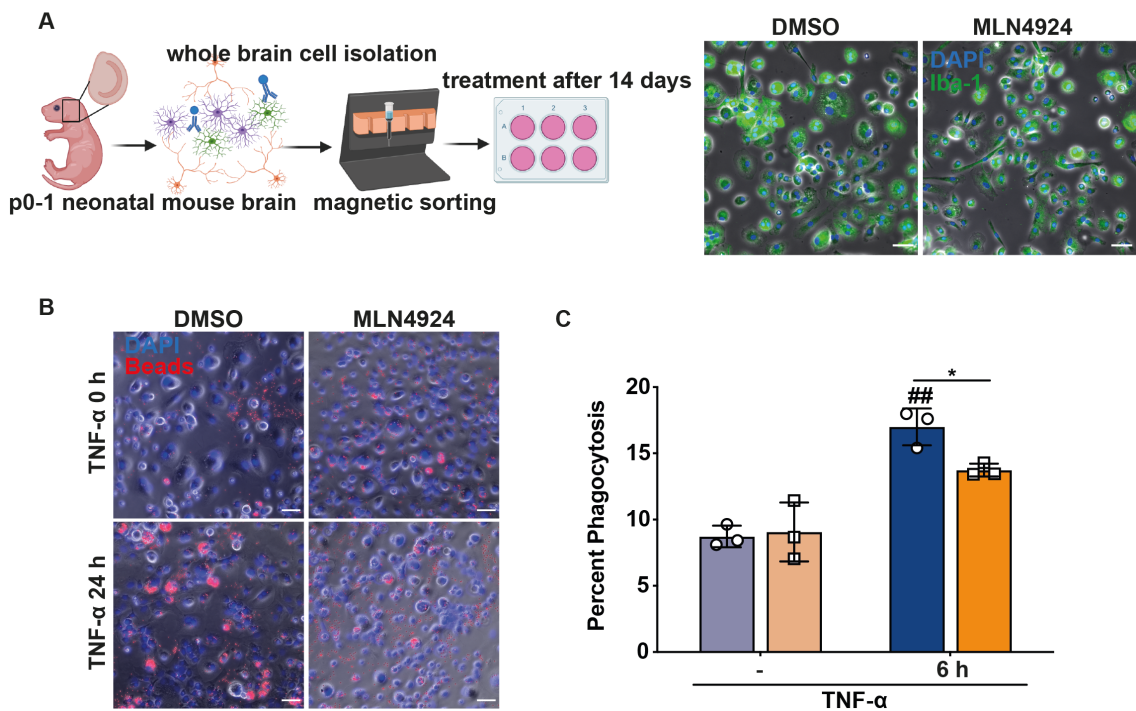 A
whole brain cell isolation
treatment after 14 days
1 2 3
A
B
p0-1 neonatal mouse brain
magnetic sorting
DMSO MLN4924
DAPI
Iba-1
B
DMSO MLN4924
DAPI
Beads
TNF-α 0 h
TNF-α 24 h
C
Percent Phagocytosis
20
15
10
5
0
##
*
- 6 h
TNF-α